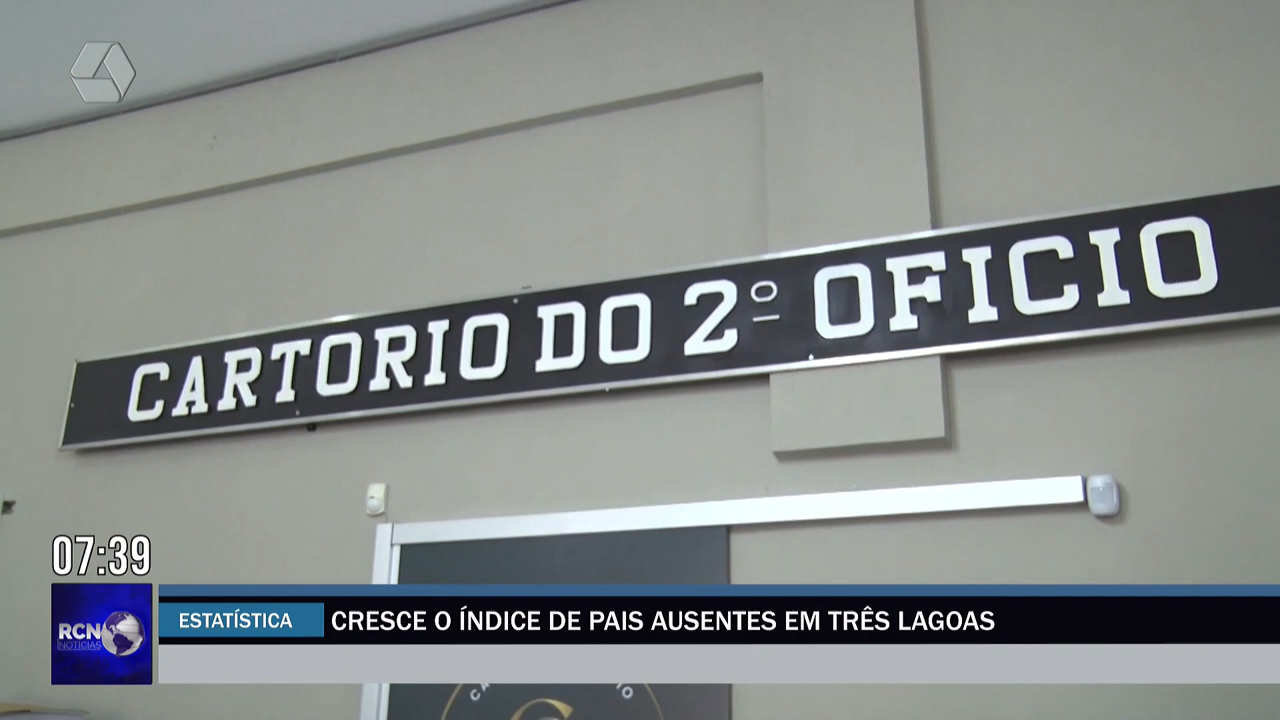 CARTORIO DO 2º OFICIO
07:39
RCN
NOTÍCIAS
ESTATÍSTICA
CRESCE O ÍNDICE DE PAIS AUSENTES EM TRÊS LAGOAS